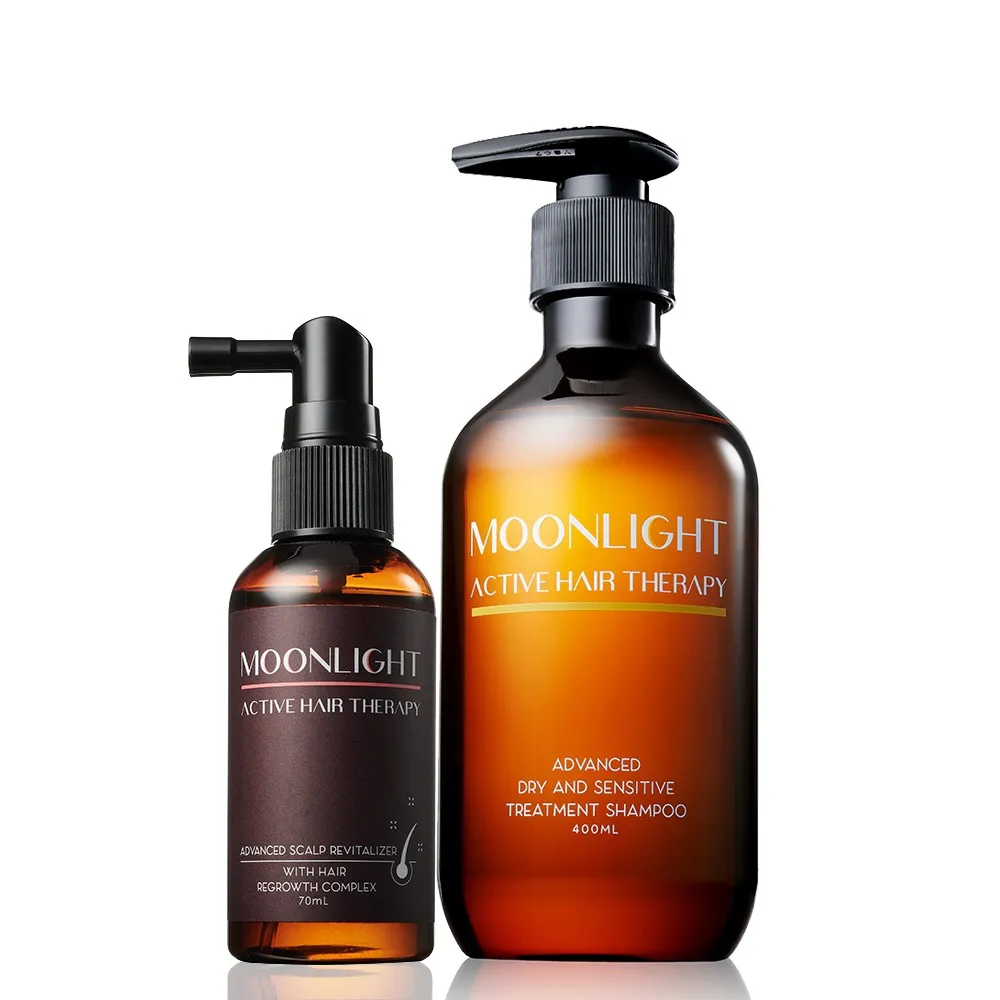 MOONLIGHT
ACTIVE HAIR THERAPY
ADVANCED SCALP REVITALIZER
WITH HAIR
REGROWTH COMPLEX
70mL
MOONLIGHT
ACTIVE HAIR THERAPY
ADVANCED
DRY AND SENSITIVE
TREATMENT SHAMPOO
400ML